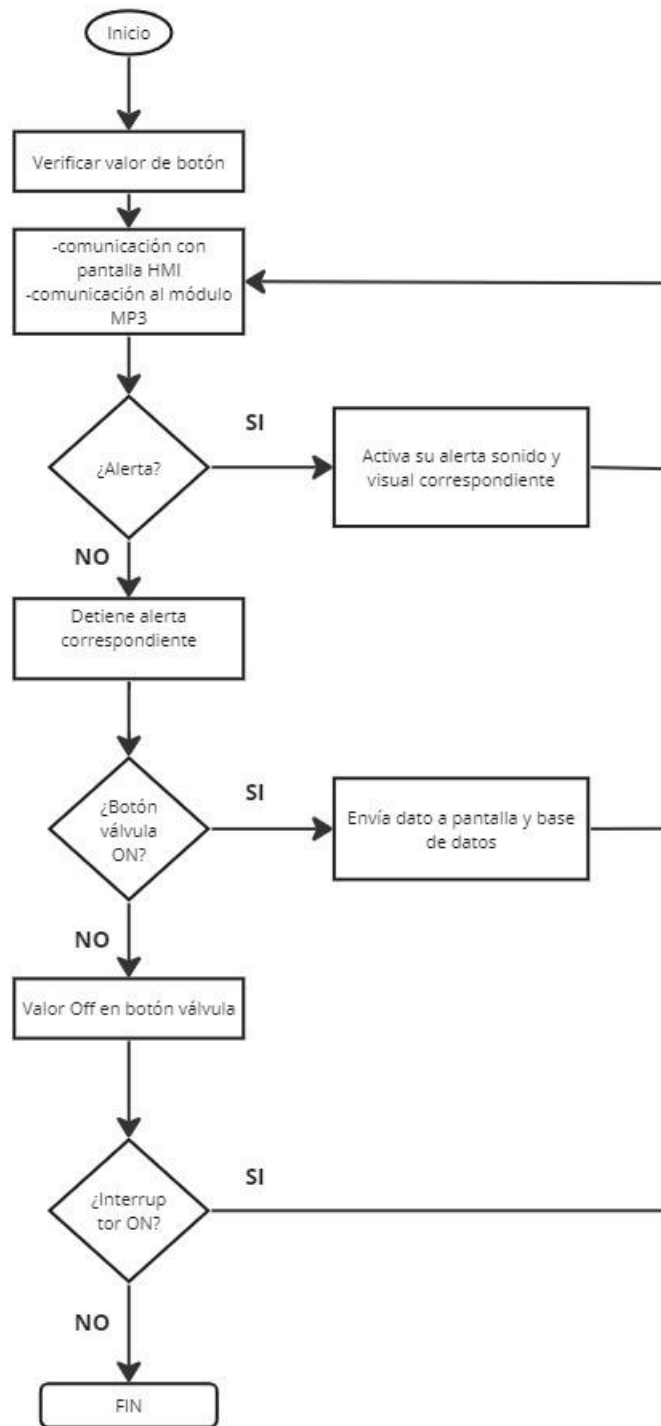 Inicio
Verificar valor de botón
-comunicación con
pantalla HMI
-comunicación al módulo
MP3
¿Alerta?
SI
Activa su alerta sonido y
visual correspondiente
NO
Detiene alerta
correspondiente
¿Botón
válvula
ON?
SI
Envía dato a pantalla y base
de datos
NO
Valor Off en botón válvula
¿Interrup
tor ON?
SI
NO
FIN